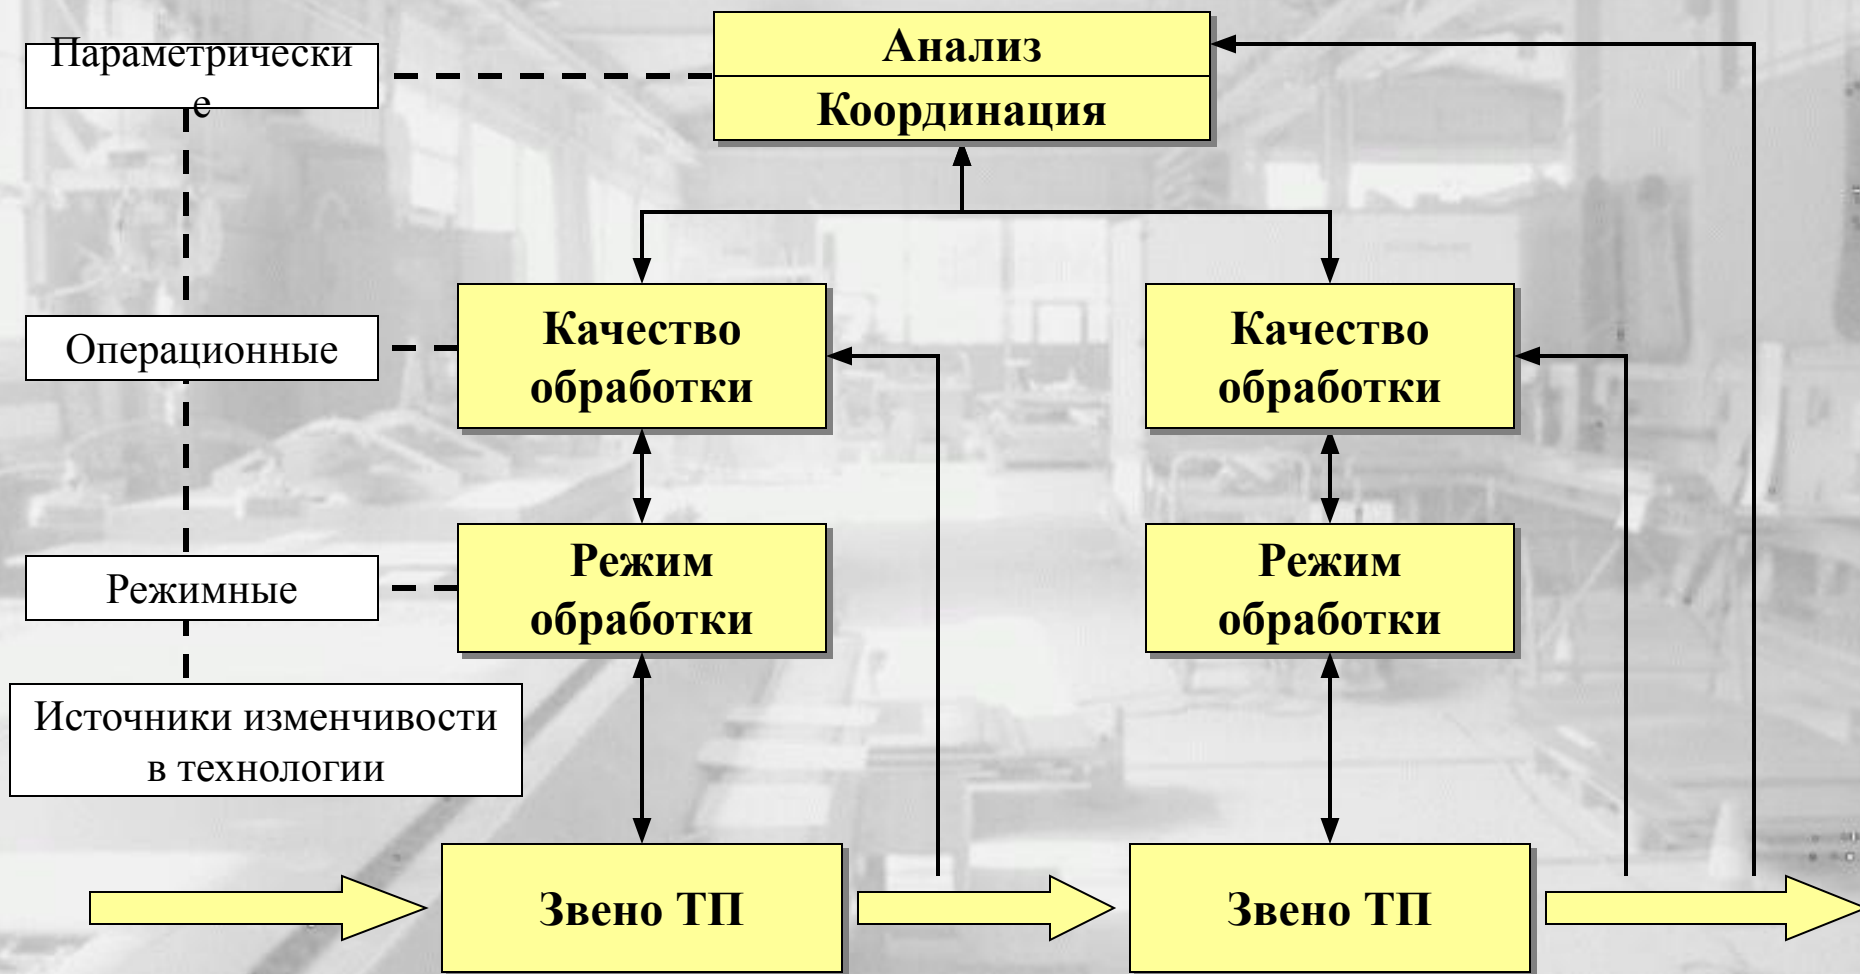 Параметрически
е
Анализ
Координация
Операционные
Качество
обработки
Качество
обработки
Режимные
Режим
обработки
Режим
обработки
Источники изменчивости
в технологии
Звено ТП
Звено ТП